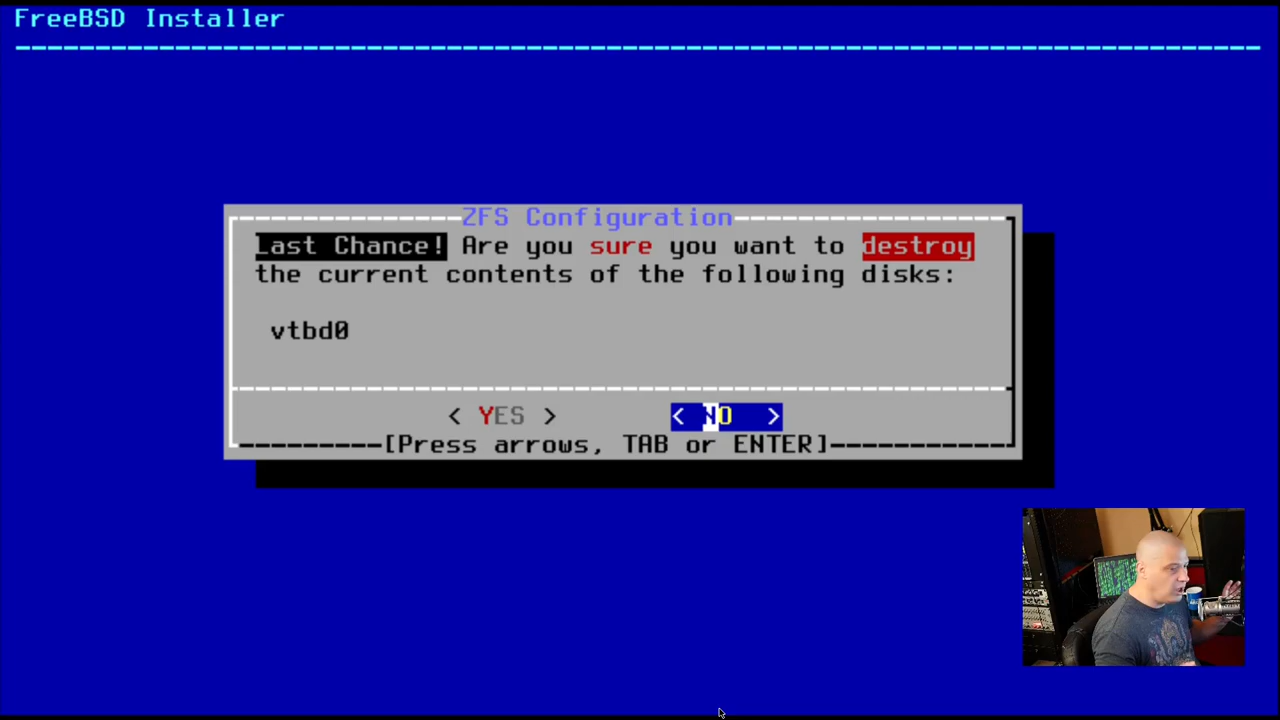 FreeBSD Installer
ZFS Configuration
Last Chance! Are you sure you want to destroy
the current contents of the following disks:
vtbd0
< YES > < NO >
[Press arrows, TAB or ENTER]